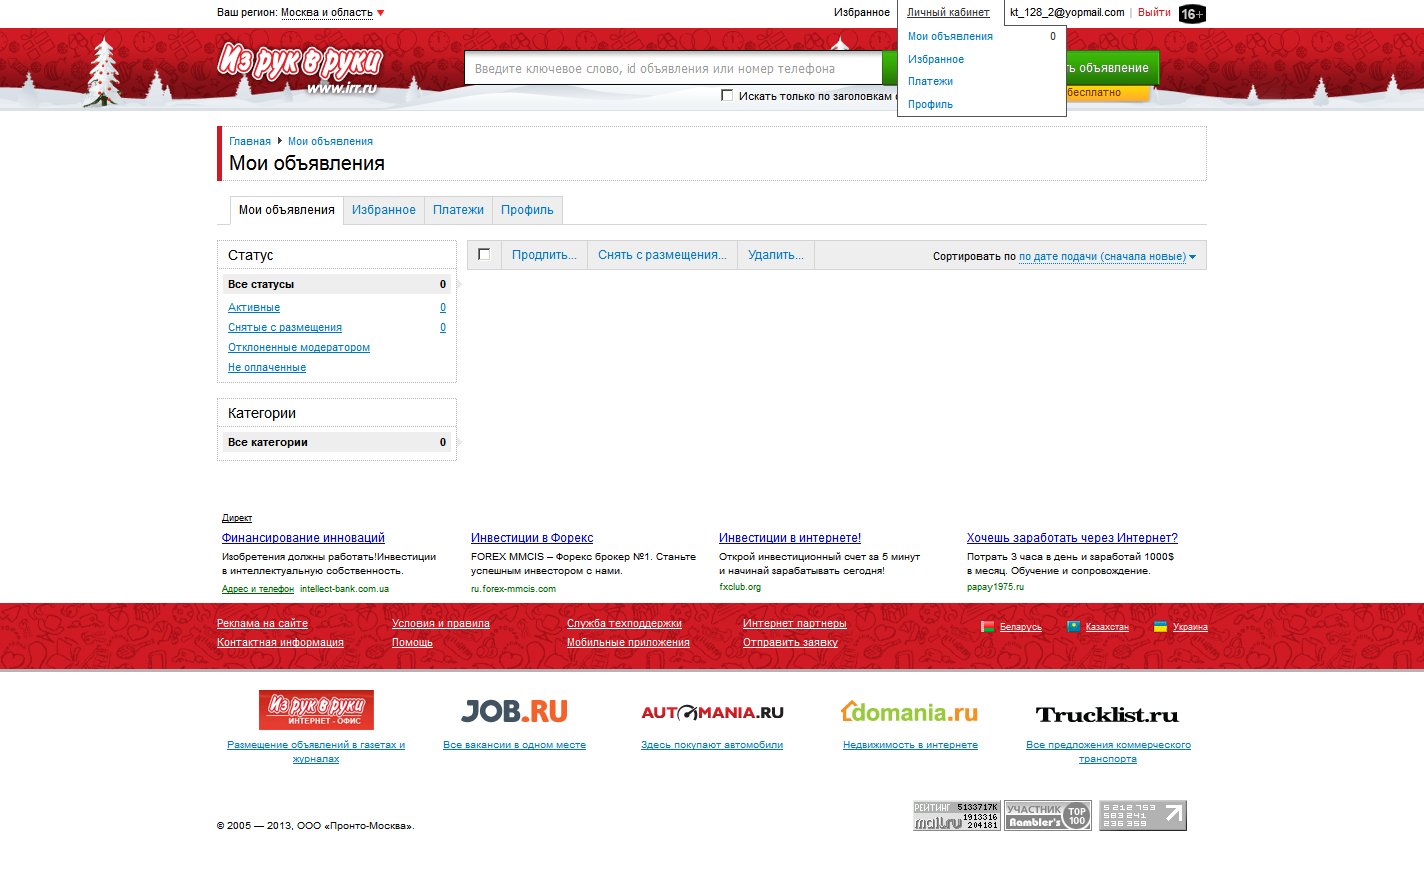 Ваш регион: Москва и область
Избранное
Личный кабинет
kt_128_2@yopmail.com | Выйти
16+
Мои объявления 0
Избранное
Платежи
Профиль
Из рук в руки
www.irr.ru
Введите ключевое слово, id объявления или номер телефона
ть объявление
Искать только по заголовкам
бесплатно
Главная Мои объявления
Мои объявления
Мои объявления Избранное Платежи Профиль
Статус
Все статусы 0
Активные 0
Снятые с размещения 0
Отклоненные модератором
Не оплаченные
Продлить... Снять с размещения... Удалить...
Сортировать по по дате подачи (сначала новые)
Категории
Все категории 0
Директ
Финансирование инноваций
Изобретения должны работать!Инвестиции
в интеллектуальную собственность.
Адрес и телефон intellect-bank.com.ua
Инвестиции в Форекс
FOREX MMCIS – Форекс брокер №1. Станьте
успешным инвестором с нами.
ru.forex-mmcis.com
Инвестиции в интернете!
Открой инвестиционный счет за 5 минут
и начинай зарабатывать сегодня!
fxclub.org
Хочешь заработать через Интернет?
Потрать 3 часа в день и заработай 1000$
в месяц. Обучение и сопровождение.
papay1975.ru
Реклама на сайте Условия и правила Служба техподдержки Интернет партнеры
Беларусь Казахстан Украина
Контактная информация Помощь Мобильные приложения Отправить заявку
Из рук в руки
ИНТЕРНЕТ - ОФИС
Размещение объявлений в газетах и
журналах
JOB.RU
Все вакансии в одном месте
AUTOMANIA.RU
Здесь покупают автомобили
domania.ru
Недвижимость в интернете
Trucklist.ru
Все предложения коммерческого
транспорта
© 2005 — 2013, ООО «Пронто-Москва».
РЕЙТИНГ 5133717K
1913316
mail.ru 204181
УЧАСТНИК TOP
Rambler's 100
5 212 753
583 241
236 359